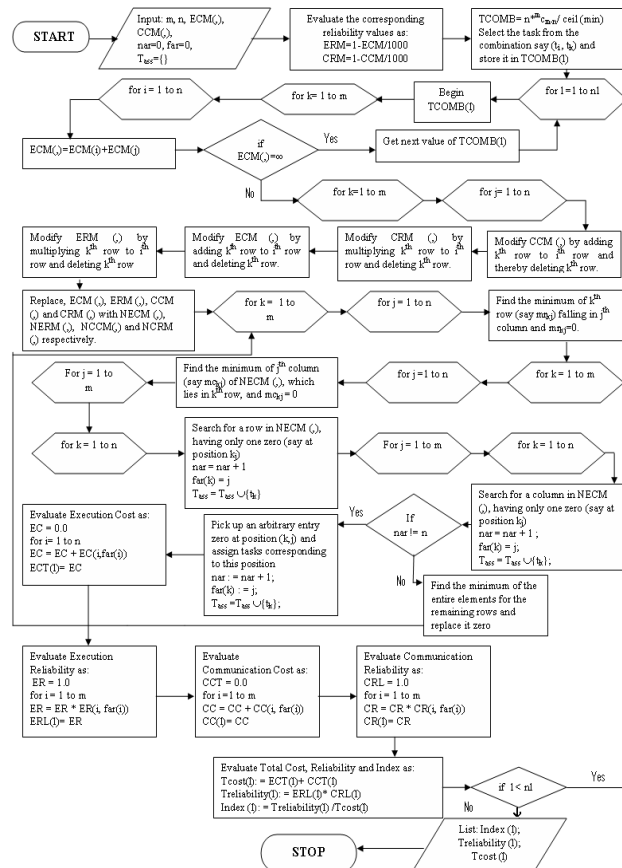 START
Input: m, n, ECM(,),
CCM(,),
nar=0, far=0,
Tass={}
Evaluate the corresponding
reliability values as:
ERM=1-ECM/1000
CRM=1-CCM/1000
Select the task from the
combination say (ti, tk) and
store it in TCOMB(l)
for l=1 to nl
Begin
TCOMB(l)
for k= 1 to m
for i = 1 to n
ECM(,)=ECM(i)+ECM(j)
if
ECM(,)=∞
Yes
Get next value of TCOMB(l)
No
for k=1 to m
for j= 1 to n
Modify CCM (,) by adding
kth row to ith row and
thereby deleting kth row.
Modify CRM (,) by
multiplying kth row to ith
row and deleting kth row.
Modify ECM (,) by
adding kth row to ith row
and deleting kth row.
Modify ERM (,) by
multiplying kth row to ith
row and deleting kth row
Replace, ECM (,), ERM (,), CCM
(,) and CRM (,) with NECM (,),
NERM (,), NCCM(,) and NCRM
(,) respectively.
for k = 1 to
m
for j = 1 to n
Find the minimum of kth
row (say mrkj) falling in jth
column and mrkj=0.
for k = 1 to m
for j=1 to n
Find the minimum of jth column
(say mckj) of NECM (,), which
lies in kth row, and mckj = 0
For j = 1 to
m
for k = 1 to n
Search for a row in NECM (,),
having only one zero (say at
position kj)
nar = nar + 1
far(k) = j
Tass = Tass ∪{tk}
For j = 1 to m
for k = 1 to n
Search for a column in NECM
(,), having only one zero (say at
position kj)
nar = nar + 1 ;
far(k) = j;
Tass = Tass ∪{tk};
If
nar != n
Yes
Pick up an arbitrary entry
zero at position (k, j) and
assign tasks corresponding
to this position
nar : = nar + 1;
far(k) : = j;
Tass =Tass ∪{tk};
No
Find the minimum of the
entire elements for the
remaining rows and
replace it zero
Evaluate Execution Cost as:
EC = 0.0
for i= 1 to n
EC = EC + EC(i,far(i))
ECT(l)= EC
Evaluate Execution
Reliability as:
ER = 1.0
for i = 1 to m
ER = ER * ER(i, far(i))
ERL(l)= ER
Evaluate
Communication Cost as:
CCT = 0.0
for i=1 to m
CC = CC + CC(i, far(i))
CC(l)= CC
Evaluate Communication
Reliability as:
CRL = 1.0
for i = 1 to m
CR = CR * CR(i, far(i))
CR(l)= CR
Evaluate Total Cost, Reliability and Index as:
Tcost(l): = ECT(l)+ CCT(l)
Treliability(l): = ERL(l)* CRL(l)
Index (l): = Treliability(l) /Tcost(l)
if l < nl
Yes
No
List: Index (l);
Treliability (l);
Tcost (l)
STOP